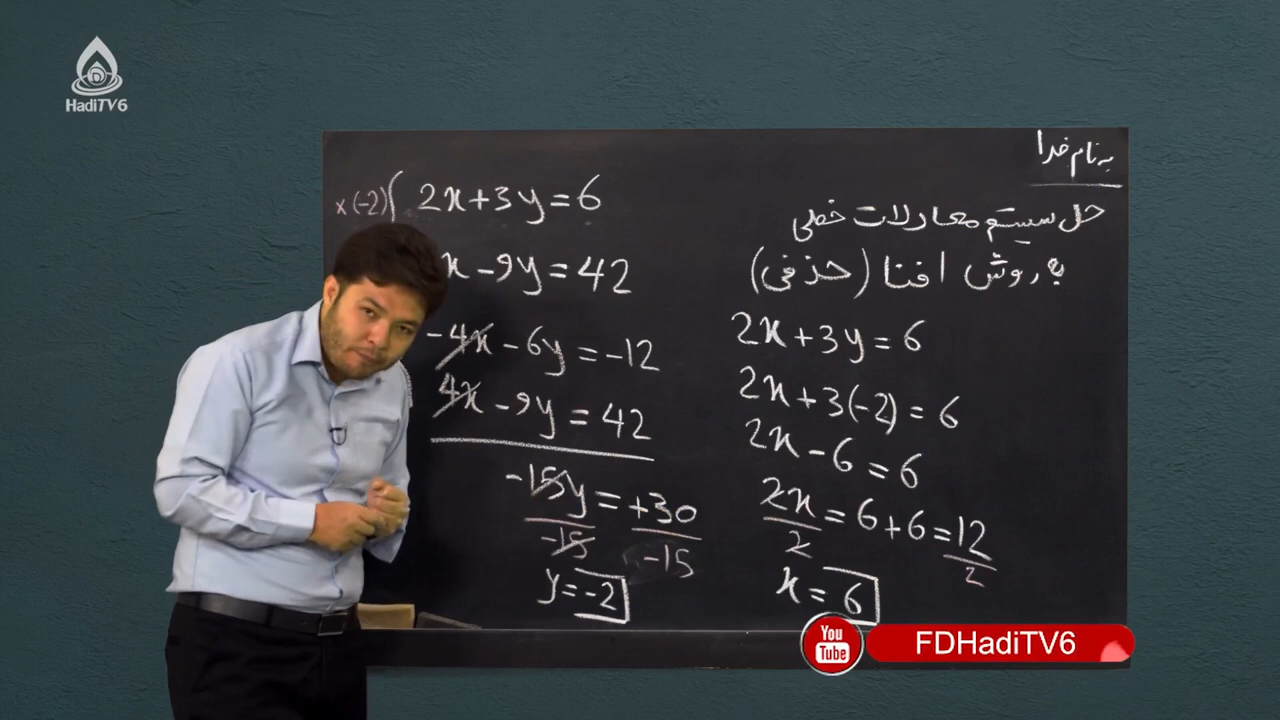 HadiTV6
به نام خدا
حل سیستم معادلات خطی
به روش افنا (حذفی)
x(-2)( 2x+3y=6
x-9y=42
-4x-6y=-12
4x-9y=42
-15y=+30
-15 -15
y=-2
2x+3y=6
2x+3(-2)=6
2x-6=6
2x=6+6=12
2 2
x=6
You
Tube
FDHadiTV6